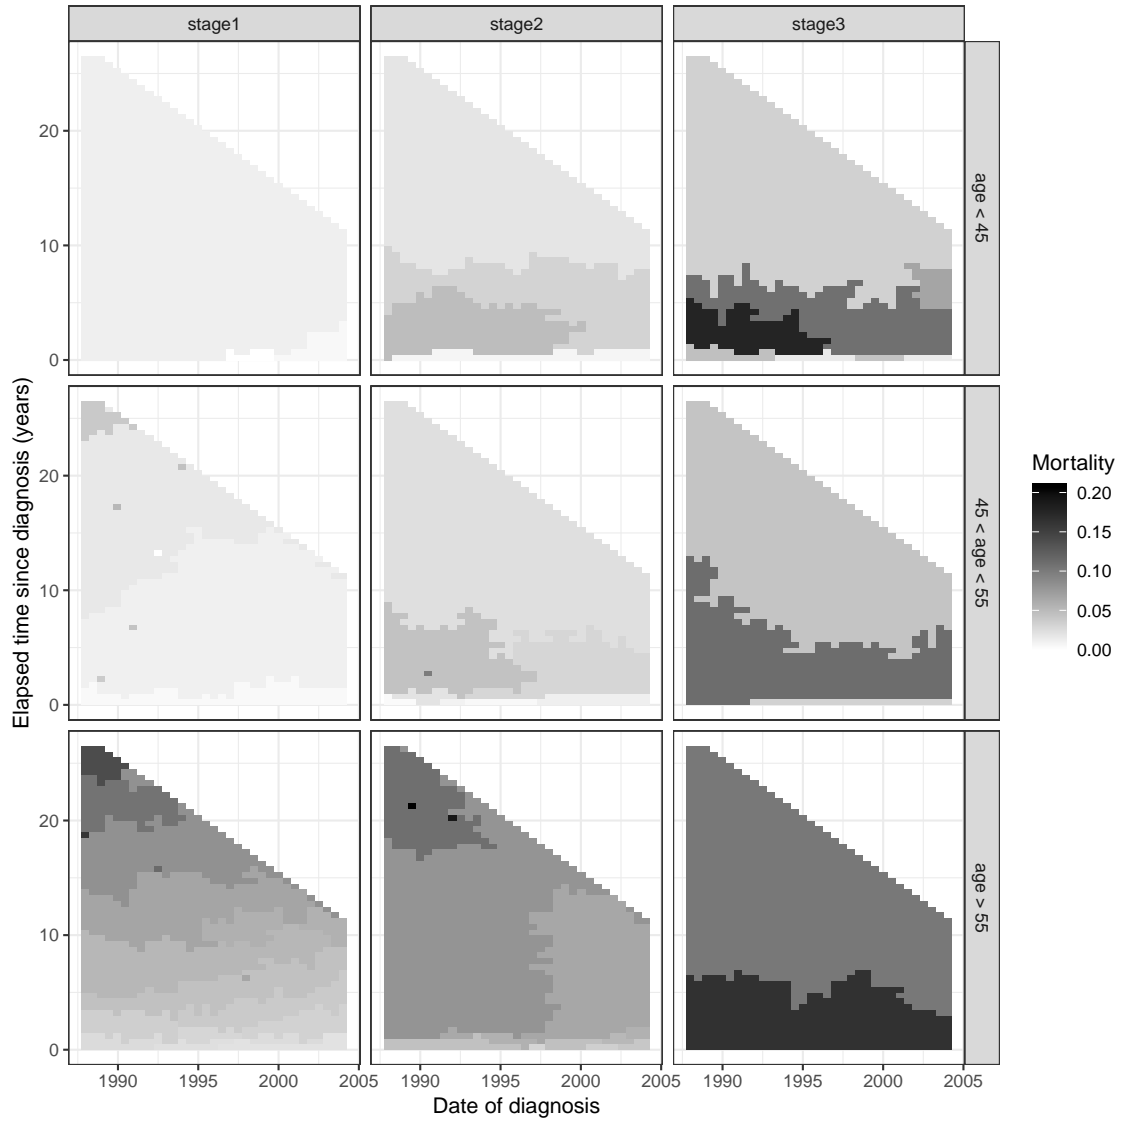 stage1
stage2
stage3
20
10
0
age < 45
20
10
0
45 < age < 55
20
10
0
age > 55
1990
1995
2000
2005
1990
1995
2000
2005
1990
1995
2000
2005
Date of diagnosis
Elapsed time since diagnosis (years)
Mortality
0.20
0.15
0.10
0.05
0.00